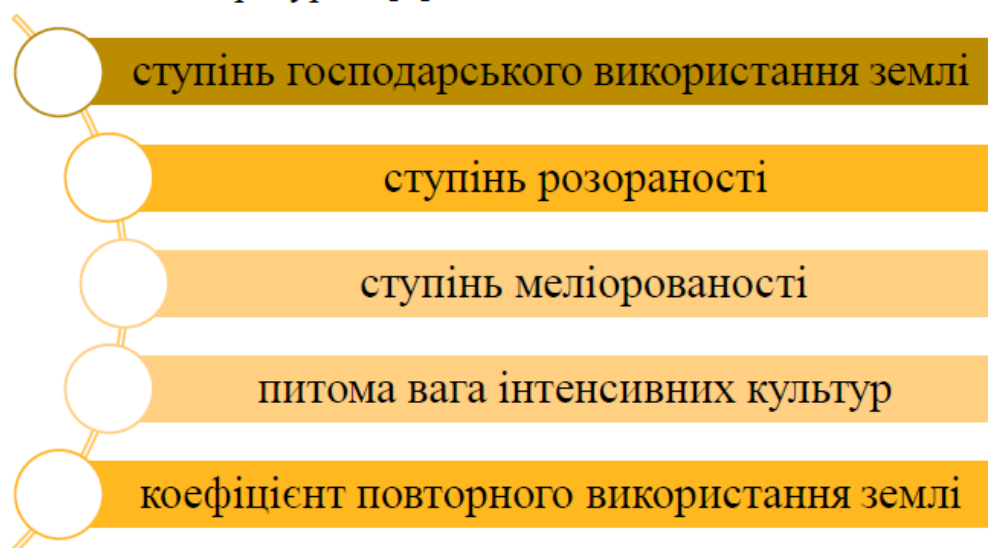 ступінь господарського використання землі
ступінь розораності
ступінь меліорованості
питома вага інтенсивних культур
коефіцієнт повторного використання землі